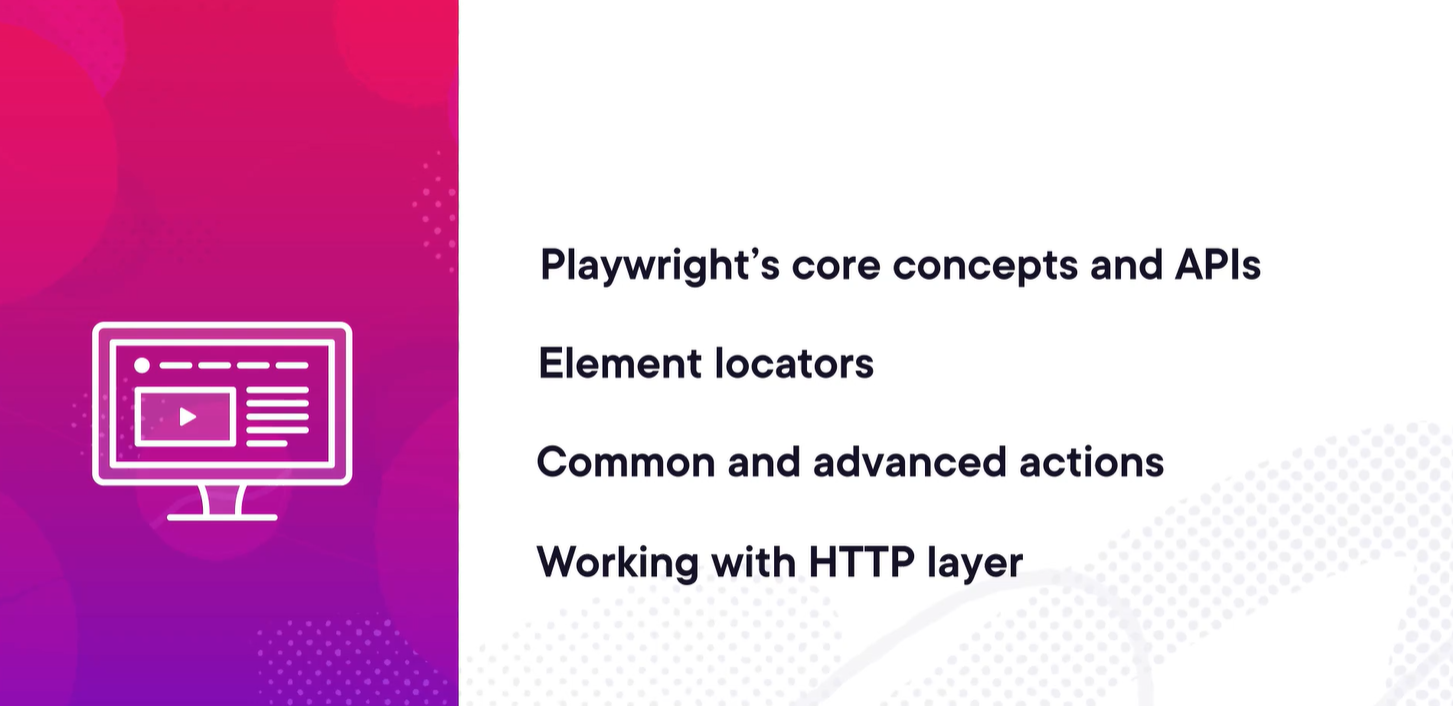 Playwright’s core concepts and APIs
Element locators
Common and advanced actions
Working with HTTP layer